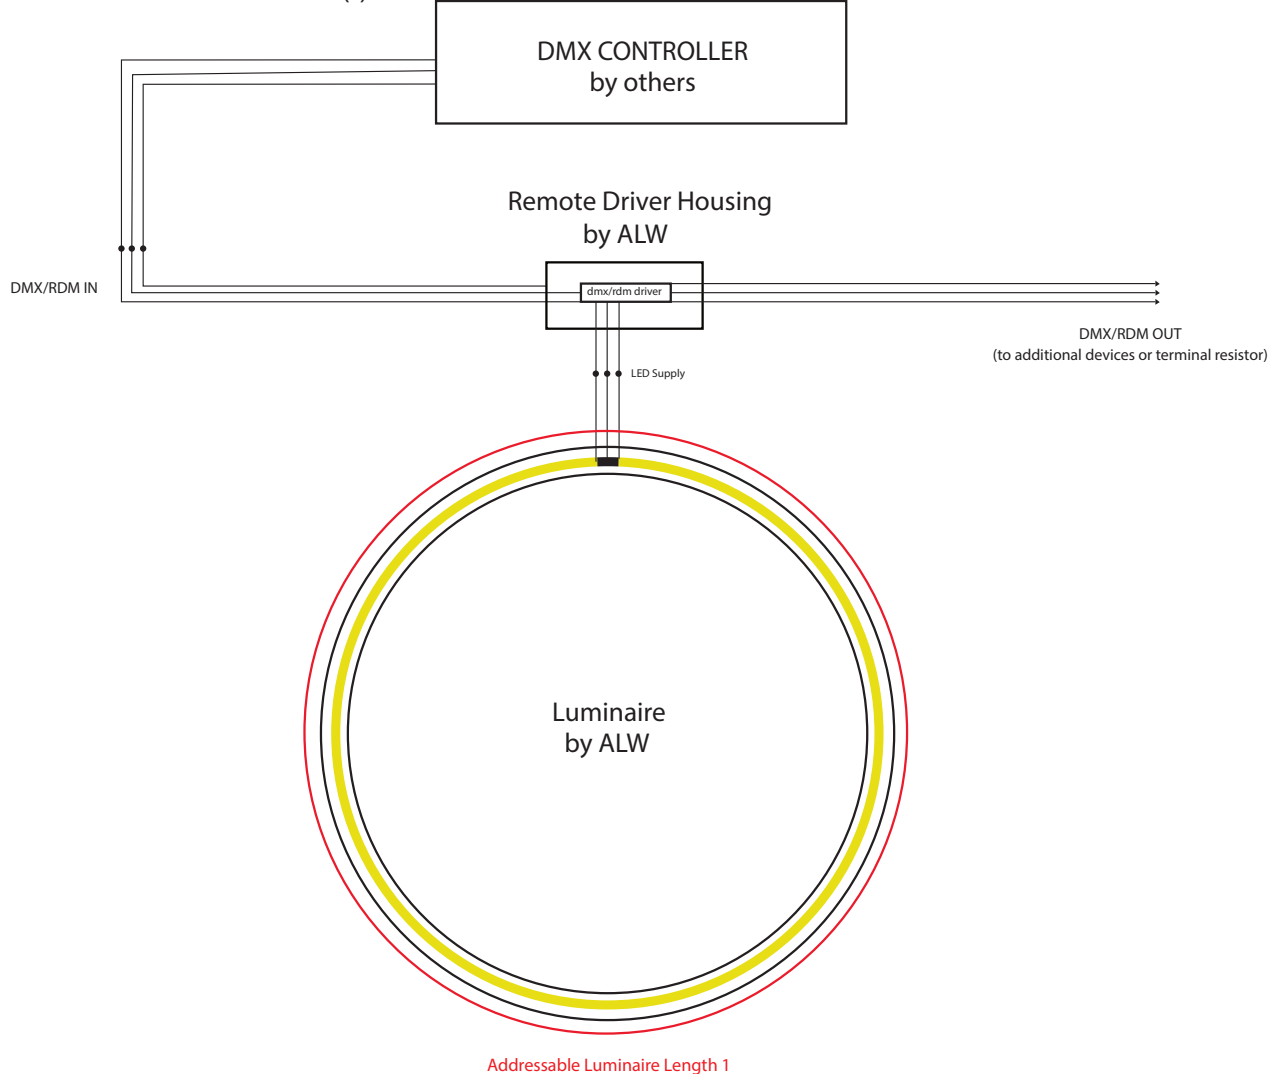 DMX CONTROLLER
by others
Remote Driver Housing
by ALW
DMX/RDM IN
dmx/rdm driver
DMX/RDM OUT
(to additional devices or terminal resistor)
LED Supply
Luminaire
by ALW
Addressable Luminaire Length 1